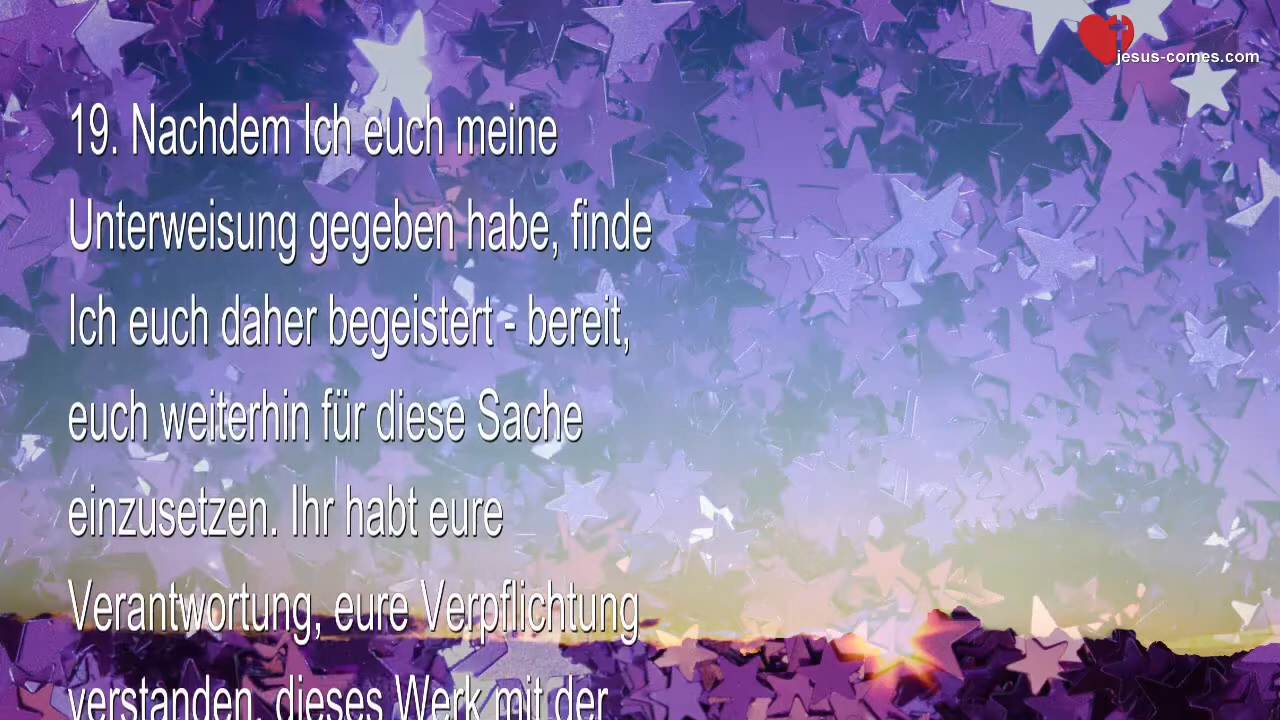 jesus-comes.com
19. Nachdem Ich euch meine
Unterweisung gegeben habe, finde
Ich euch daher begeistert - bereit,
euch weiterhin für diese Sache
einzusetzen. Ihr habt eure
Verantwortung, eure Verpflichtung
verstanden, dieses Werk mit der